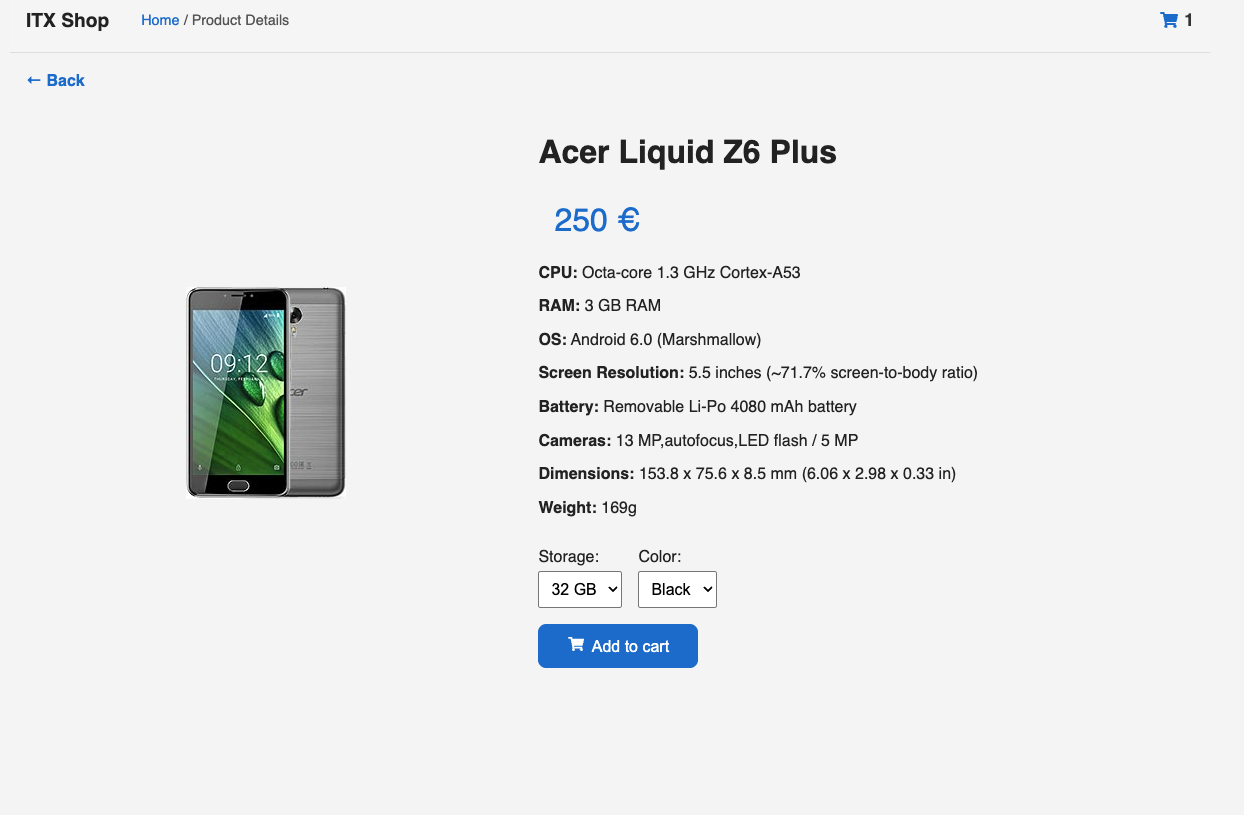 ITX Shop Home / Product Details 1
← Back
Acer Liquid Z6 Plus
250 €
CPU: Octa-core 1.3 GHz Cortex-A53
RAM: 3 GB RAM
OS: Android 6.0 (Marshmallow)
Screen Resolution: 5.5 inches (~71.7% screen-to-body ratio)
Battery: Removable Li-Po 4080 mAh battery
Cameras: 13 MP,autofocus,LED flash / 5 MP
Dimensions: 153.8 x 75.6 x 8.5 mm (6.06 x 2.98 x 0.33 in)
Weight: 169g
09:12
Storage: Color:
32 GB Black
Add to cart